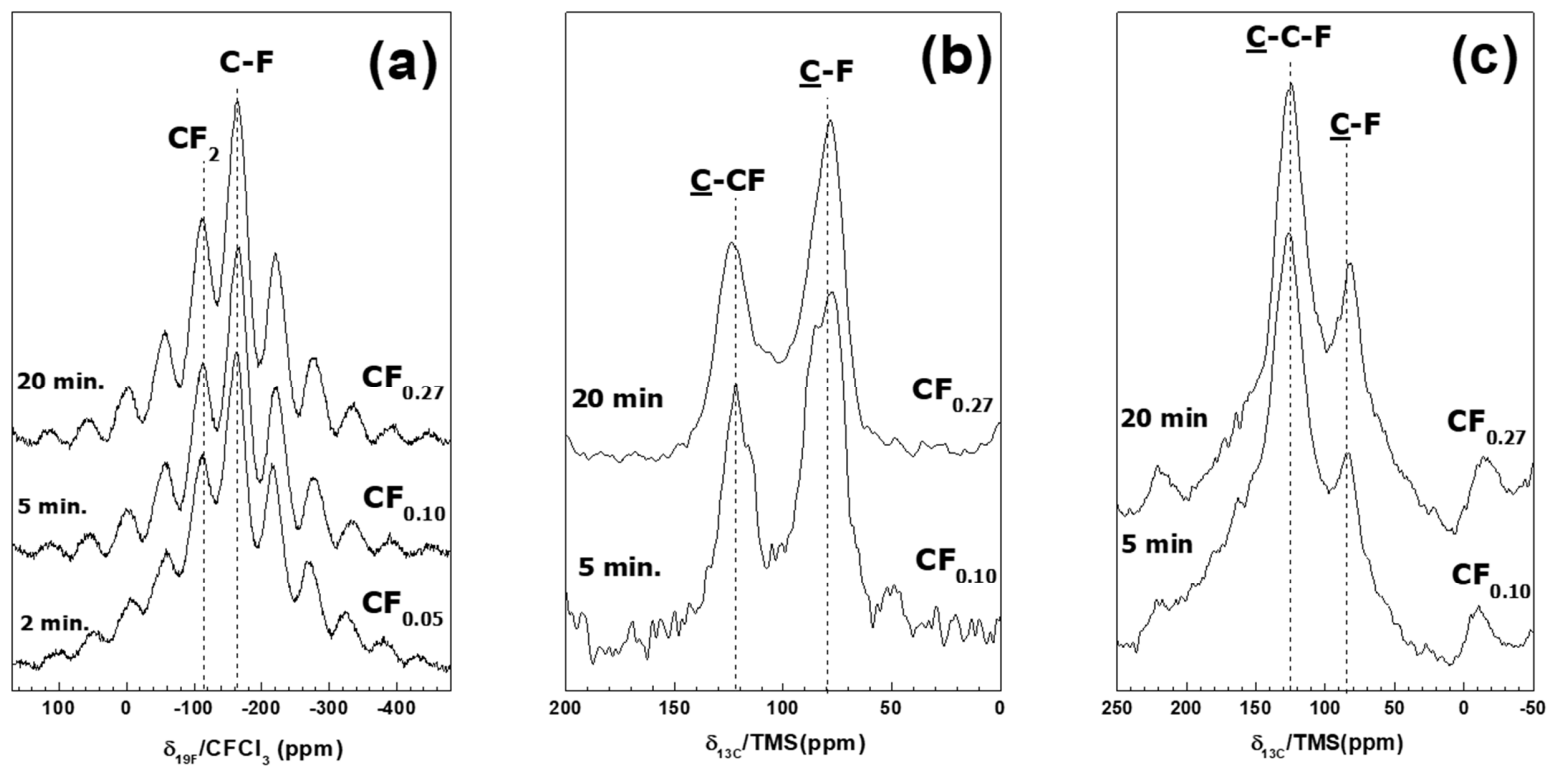 (a)
C-F
CF2
20 min.
CF0.27
5 min.
CF0.10
2 min.
CF0.05
100 0 -100 -200 -300 -400
δ19F/CFCl3 (ppm)
(b)
C-F
C-CF
20 min
CF0.27
5 min.
CF0.10
200 150 100 50 0
δ13C/TMS(ppm)
(c)
C-C-F
C-F
20 min
CF0.27
5 min
CF0.10
250 200 150 100 50 0 -50
δ13C/TMS(ppm)